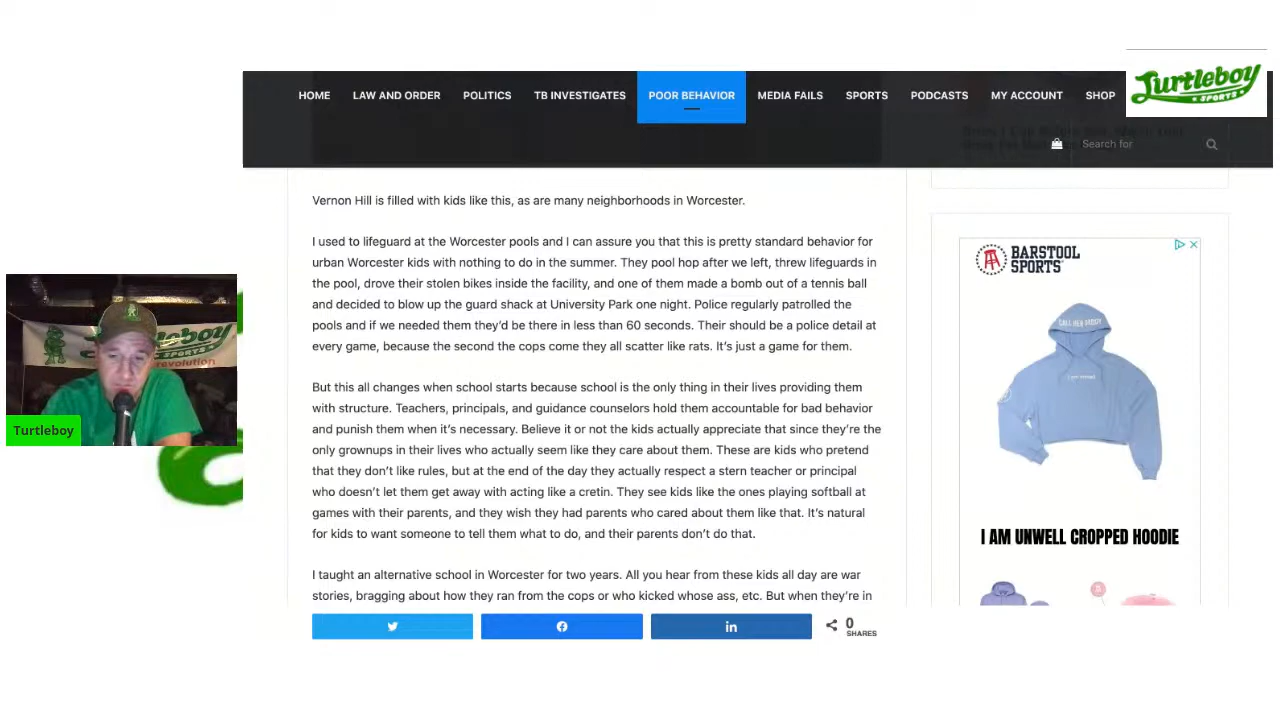 HOME LAW AND ORDER POLITICS TB INVESTIGATES POOR BEHAVIOR MEDIA FAILS SPORTS PODCASTS MY ACCOUNT SHOP
Turtleboy
SPORTS
Search for
Vernon Hill is filled with kids like this, as are many neighborhoods in Worcester.
I used to lifeguard at the Worcester pools and I can assure you that this is pretty standard behavior for
urban Worcester kids with nothing to do in the summer. They pool hop after we left, threw lifeguards in
the pool, drove their stolen bikes inside the facility, and one of them made a bomb out of a tennis ball
and decided to blow up the guard shack at University Park one night. Police regularly patrolled the
pools and if we needed them they'd be there in less than 60 seconds. Their should be a police detail at
every game, because the second the cops come they all scatter like rats. It's just a game for them.
But this all changes when school starts because school is the only thing in their lives providing them
with structure. Teachers, principals, and guidance counselors hold them accountable for bad behavior
and punish them when it's necessary. Believe it or not the kids actually appreciate that since they're the
only grownups in their lives who actually seem like they care about them. These are kids who pretend
that they don't like rules, but at the end of the day they actually respect a stern teacher or principal
who doesn't let them get away with acting like a cretin. They see kids like the ones playing softball at
games with their parents, and they wish they had parents who cared about them like that. It's natural
for kids to want someone to tell them what to do, and their parents don't do that.
I taught an alternative school in Worcester for two years. All you hear from these kids all day are war
stories, bragging about how they ran from the cops or who kicked whose ass, etc. But when they're in
0
SHARES
BARSTOOL
SPORTS
CALL HER DADDY
I AM UNWELL
I AM UNWELL CROPPED HOODIE
Turtleboy
SPORTS
revolution
Turtleboy